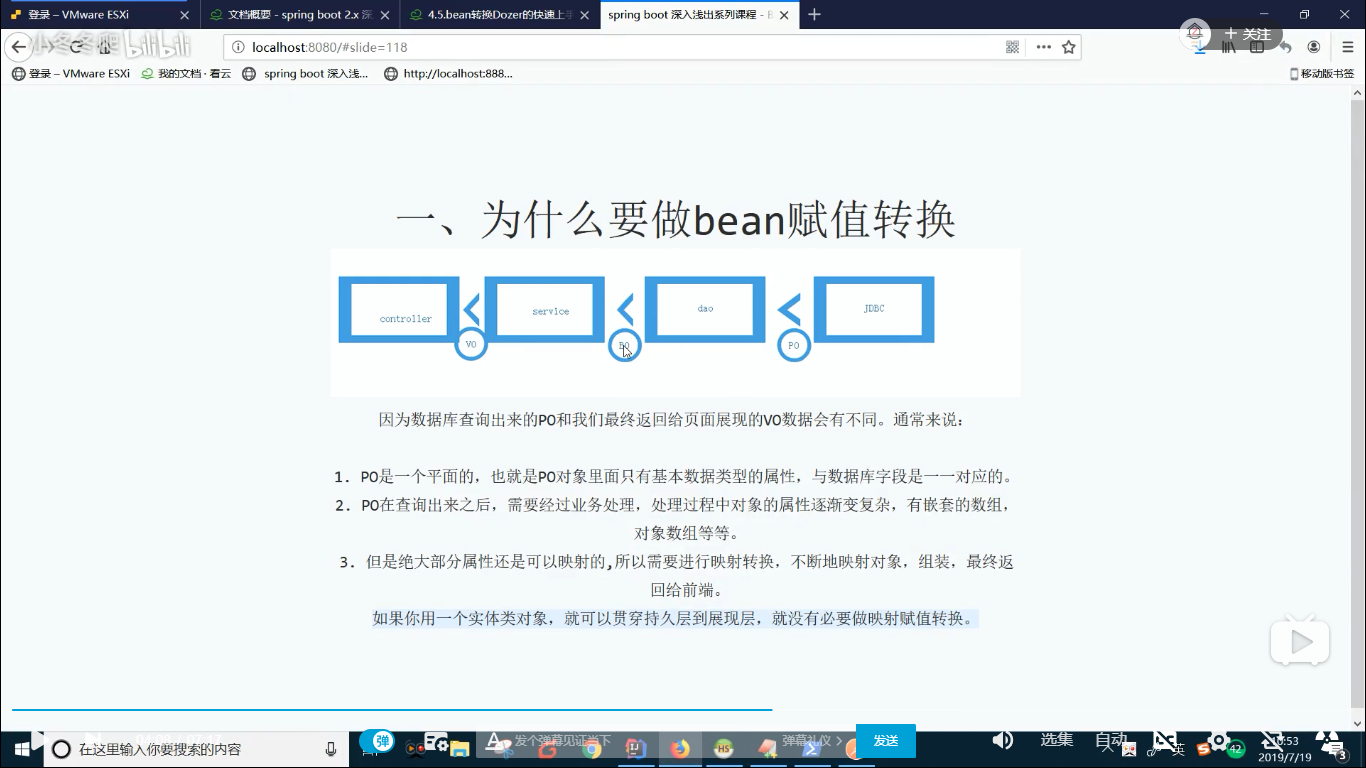 登录 – VMware ESXi
文档概要 - spring boot 2.x 深
4.5.bean转换Dozer的快速上手
spring boot 深入浅出系列课程 - B
小冬冬爬 bilibili
localhost:8080/#slide=118
+ 关注
登录 – VMware ESXi
我的文档 · 看云
spring boot 深入浅...
http://localhost:888...
移动版书签
一、为什么要做bean赋值转换
controller
service
dao
JDBC
VO
PO
因为数据库查询出来的PO和我们最终返回给页面展现的VO数据会有不同。通常来说:
1. PO是一个平面的，也就是PO对象里面只有基本数据类型的属性，与数据库字段是一一对应的。
2. PO在查询出来之后，需要经过业务处理，处理过程中对象的属性逐渐变复杂，有嵌套的数组，
对象数组等等。
3. 但是绝大部分属性还是可以映射的,所以需要进行映射转换，不断地映射对象，组装，最终返
回给前端。
如果你用一个实体类对象，就可以贯穿持久层到展现层，就没有必要做映射赋值转换。
在这里输入你要搜索的内容
弹
发个弹幕见证当下
弹幕礼仪 >
发送
选集
自动
英
42
2019/7/19
3